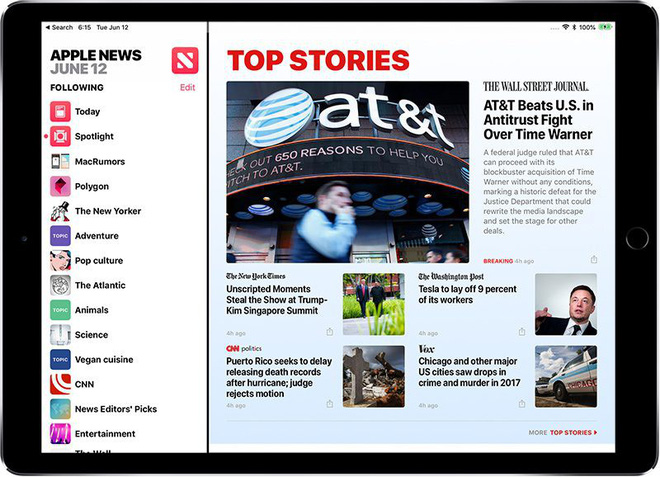 Search 6:15 Tue Jun 12
100%
APPLE NEWS
JUNE 12
FOLLOWING
Edit
Today
Spotlight
MacRumors
Polygon
The New Yorker
TOPIC
Adventure
Pop culture
The Atlantic
TOPIC
Animals
Science
TOPIC
Vegan cuisine
CNN
News Editors' Picks
Entertainment
TOP STORIES
at&t
CHECK OUT 650 REASONS TO HELP YOU
TCH TO AT&T.
THE WALL STREET JOURNAL.
AT&T Beats U.S. in
Antitrust Fight
Over Time Warner
A federal judge ruled that AT&T
can proceed with its
blockbuster acquisition of Time
Warner without any conditions,
marking a historic defeat for the
Justice Department that could
rewrite the media landscape
and set the stage for other
deals.
BREAKING 4h ago
The New York Times
Unscripted Moments
Steal the Show at Trump-
Kim Singapore Summit
4h ago
The Washington Post
Tesla to lay off 9 percent
of its workers
4h ago
CNN politics
Puerto Rico seeks to delay
releasing death records
after hurricane; judge
rejects motion
4h ago
Vox
Chicago and other major
US cities saw drops in
crime and murder in 2017
4h ago
CHICAGO
MORE TOP STORIES